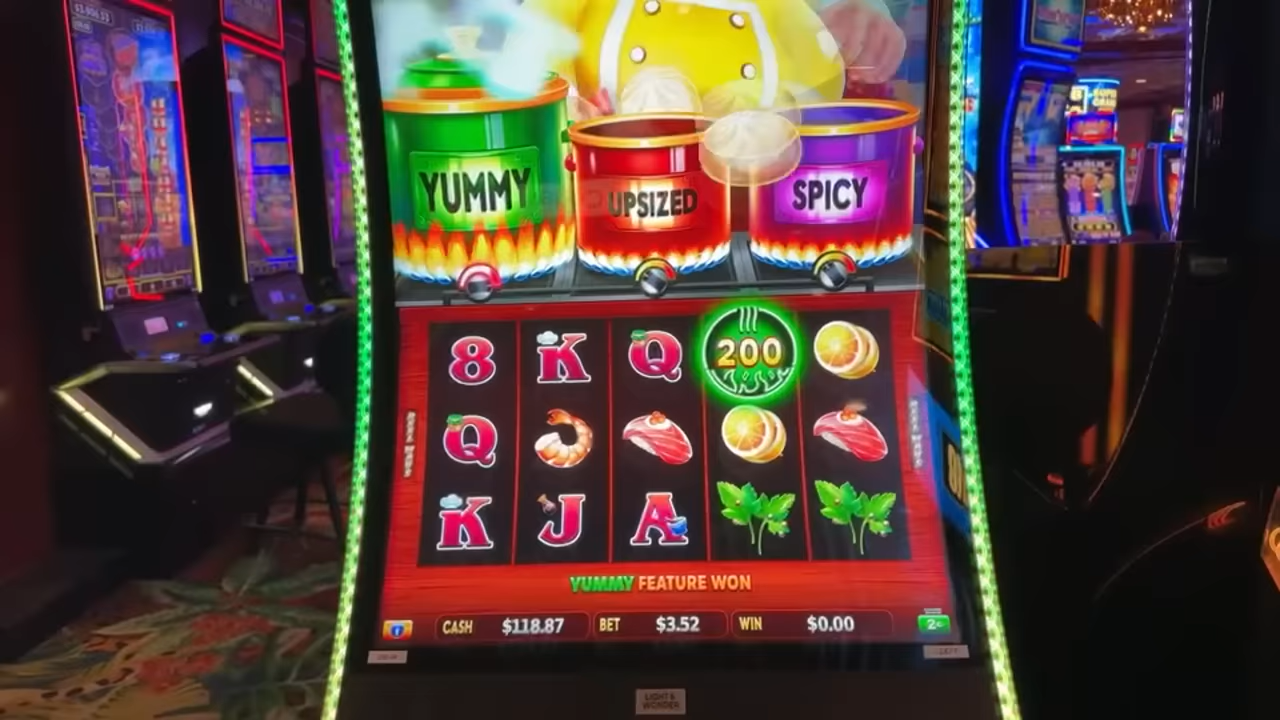 YUMMY
UPSIZED
SPICY
8
K
Q
200
Q
K
J
A
YUMMY FEATURE WON
CASH $118.87 BET $3.52 WIN $0.00
2¢
LIGHT &
WONDER